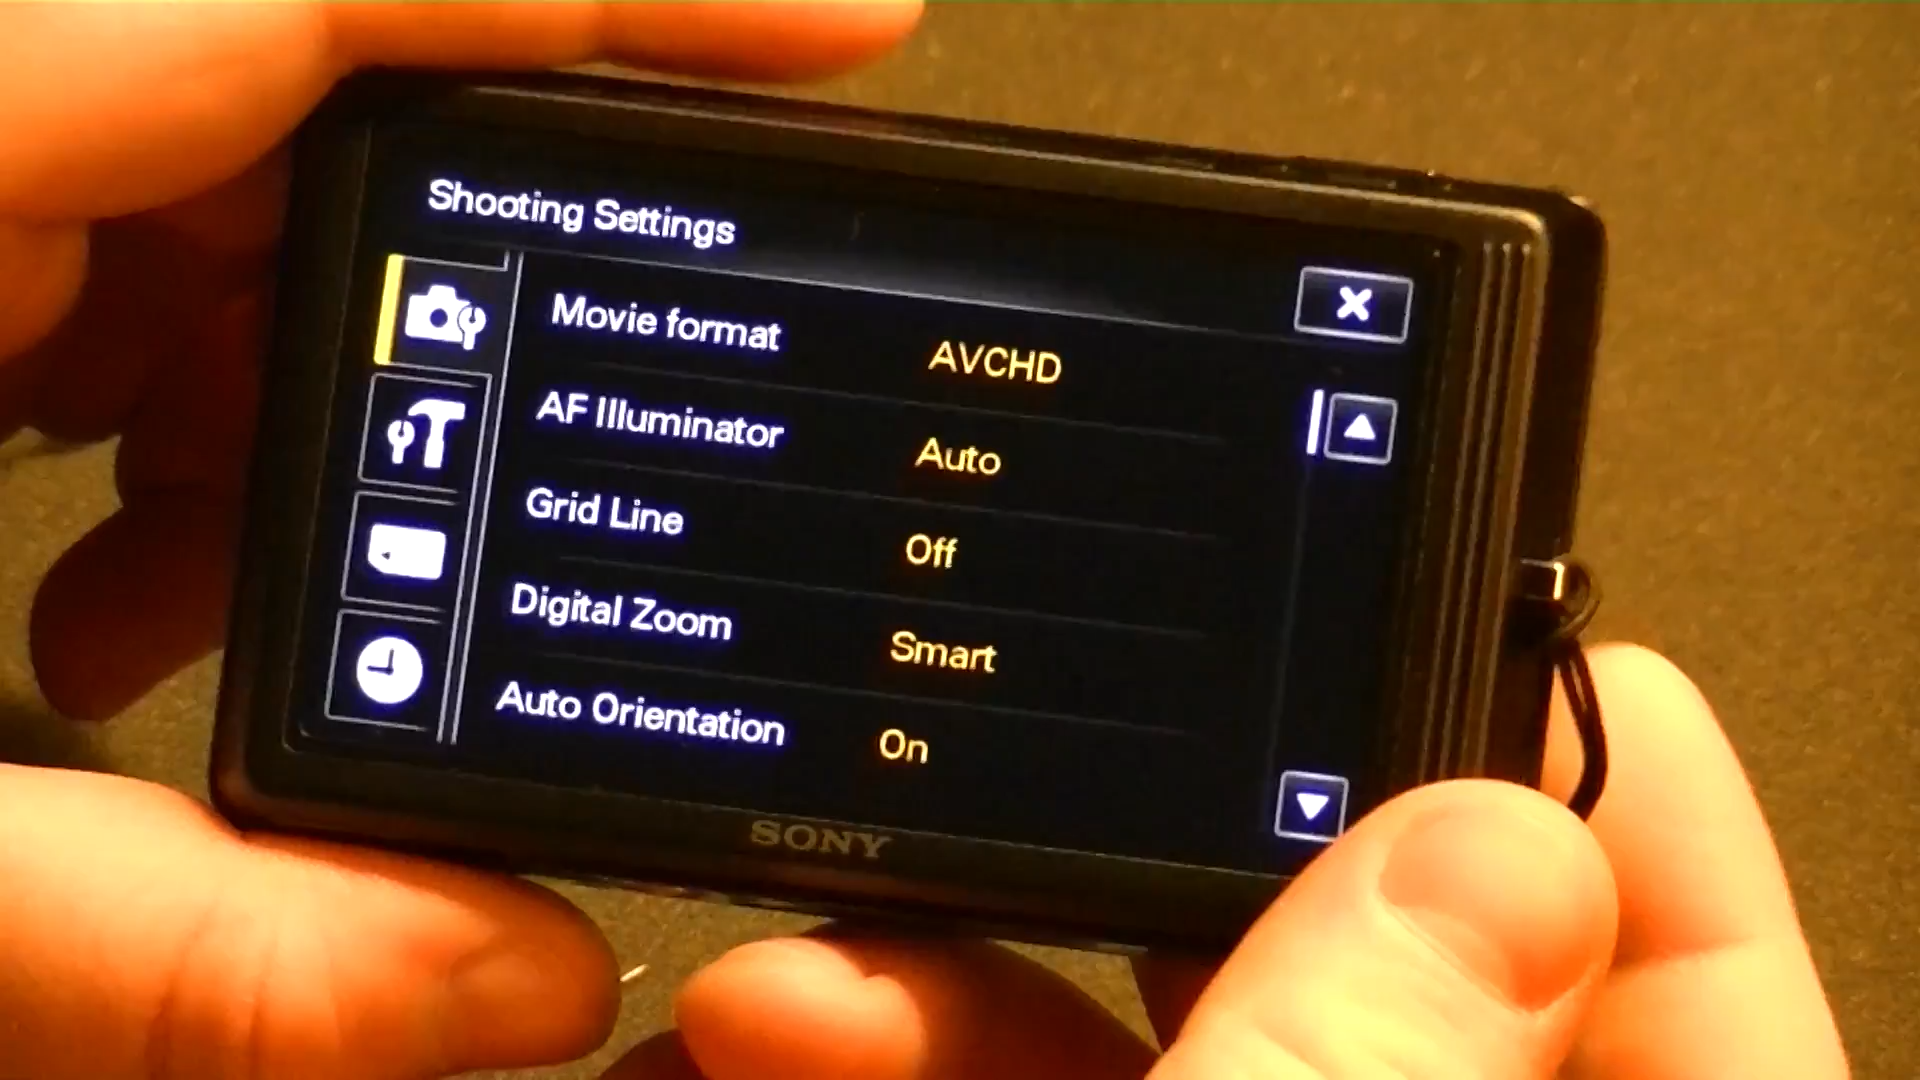 Shooting Settings
Movie format AVCHD
AF Illuminator Auto
Grid Line Off
Digital Zoom Smart
Auto Orientation On
SONY